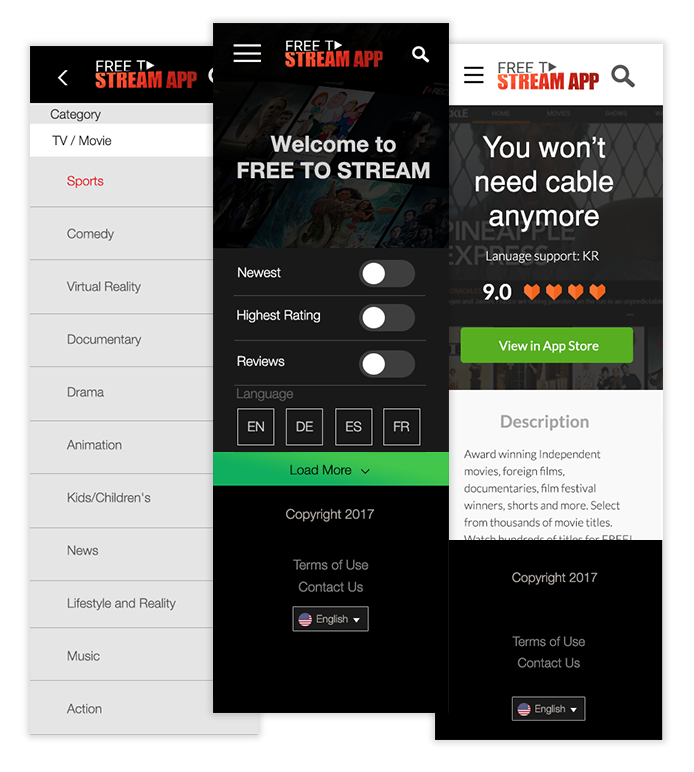 FREE T
STREAM APP
Category
TV / Movie
Sports
Comedy
Virtual Reality
Documentary
Drama
Animation
Kids/Children's
News
Lifestyle and Reality
Music
Action
FREE T
STREAM APP
Welcome to
FREE TO STREAM
Newest
Highest Rating
Reviews
Language
EN DE ES FR
Load More
Copyright 2017
Terms of Use
Contact Us
English
FREE T
STREAM APP
HOME MOVIES SHOWS
You won't
need cable
anymore
PINEAPPLE
EXPRESS
Lanuage support: KR
9.0
View in App Store
Description
Award winning Independent
movies, foreign films,
documentaries, film festival
winners, shorts and more. Select
from thousands of movie titles.
Watch hundreds of titles for FREE!
Copyright 2017
Terms of Use
Contact Us
English